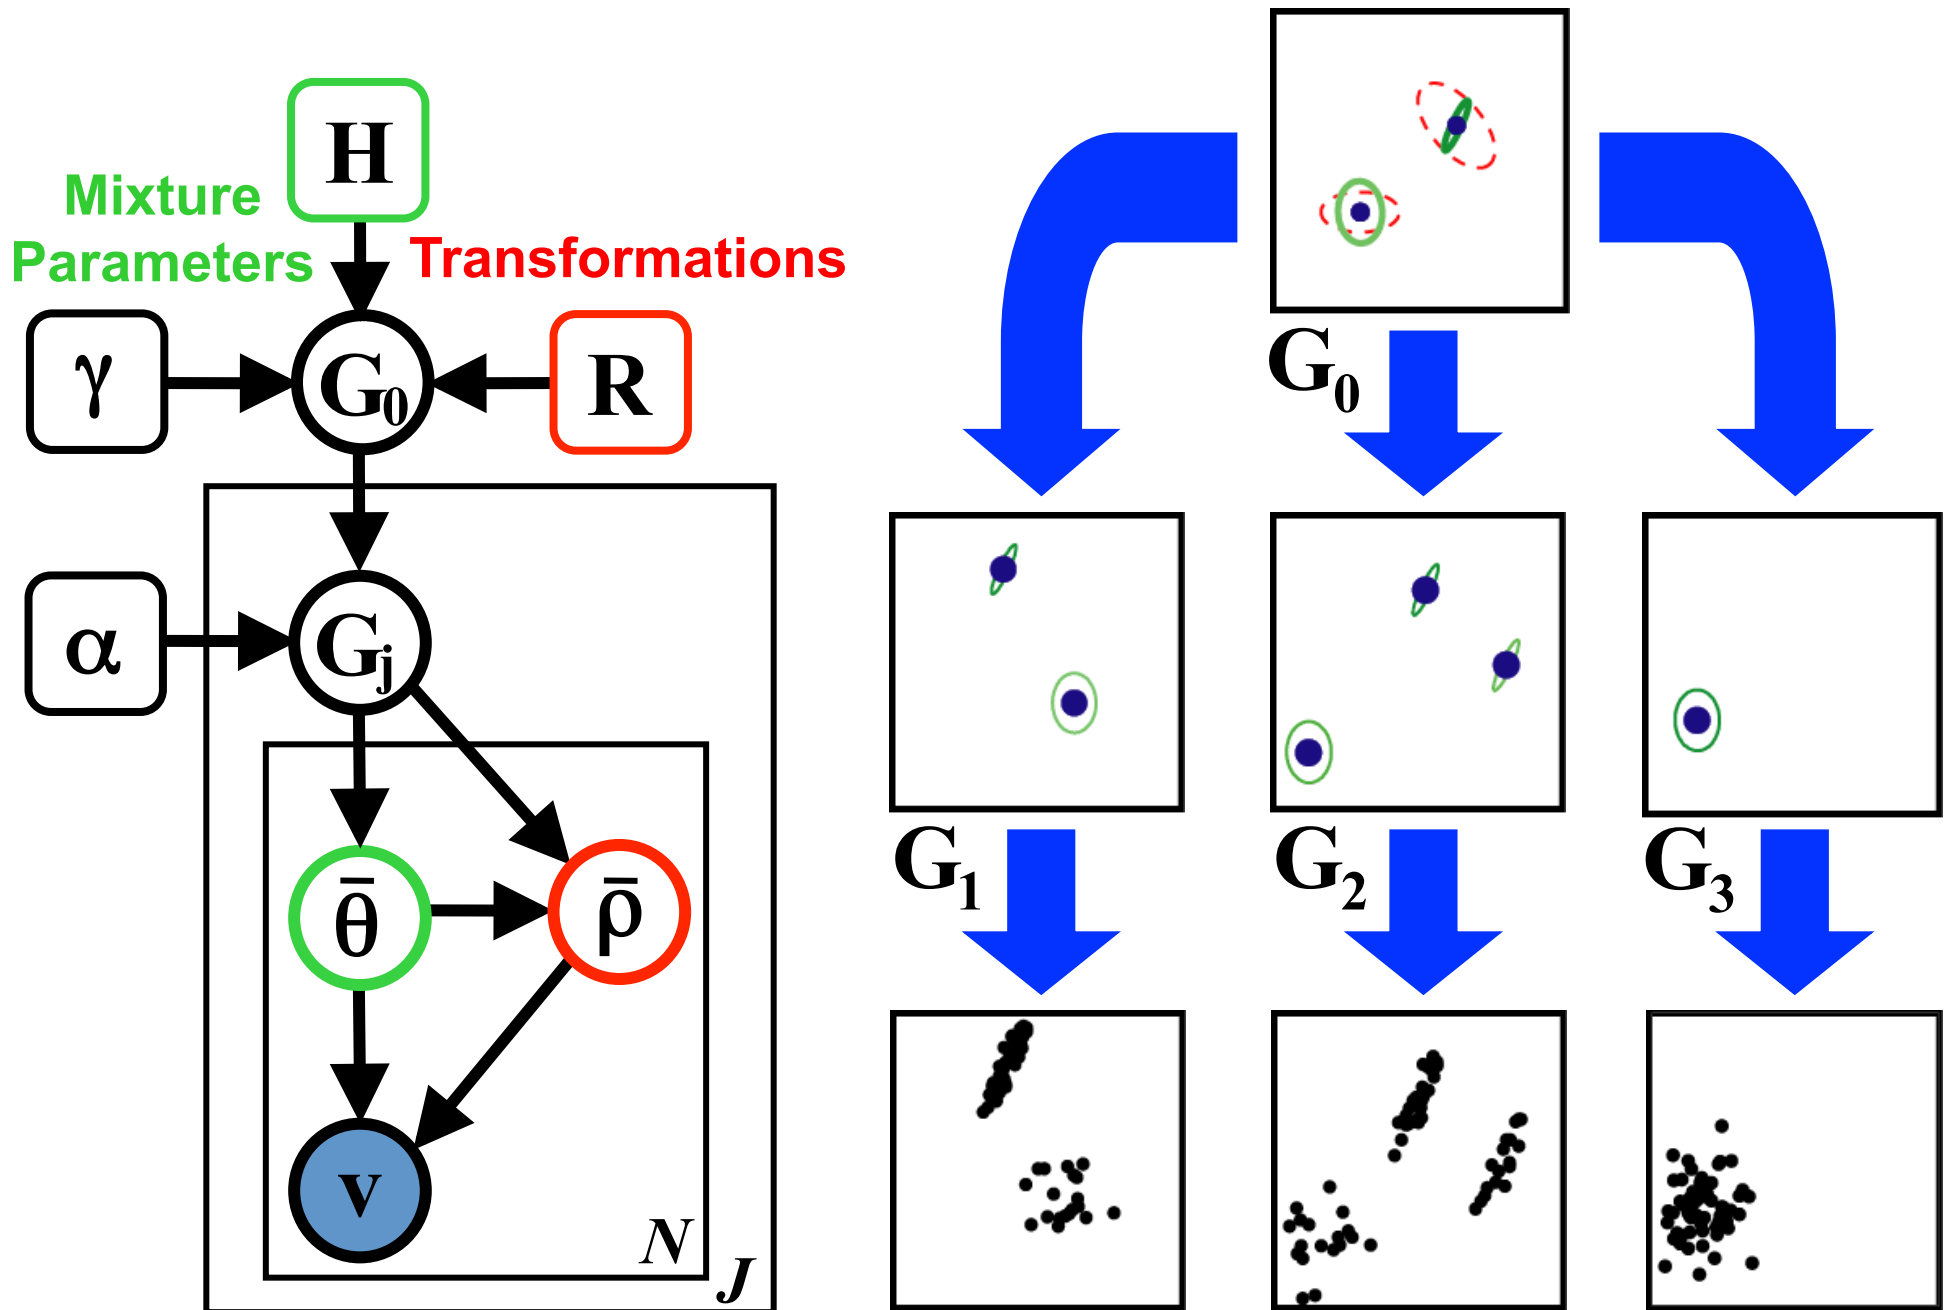 H
Mixture
Parameters
Transformations
γ
G₀
R
α
Gⱼ
θ̄
ρ̄
v
N
J
G₀
G₁
G₂
G₃